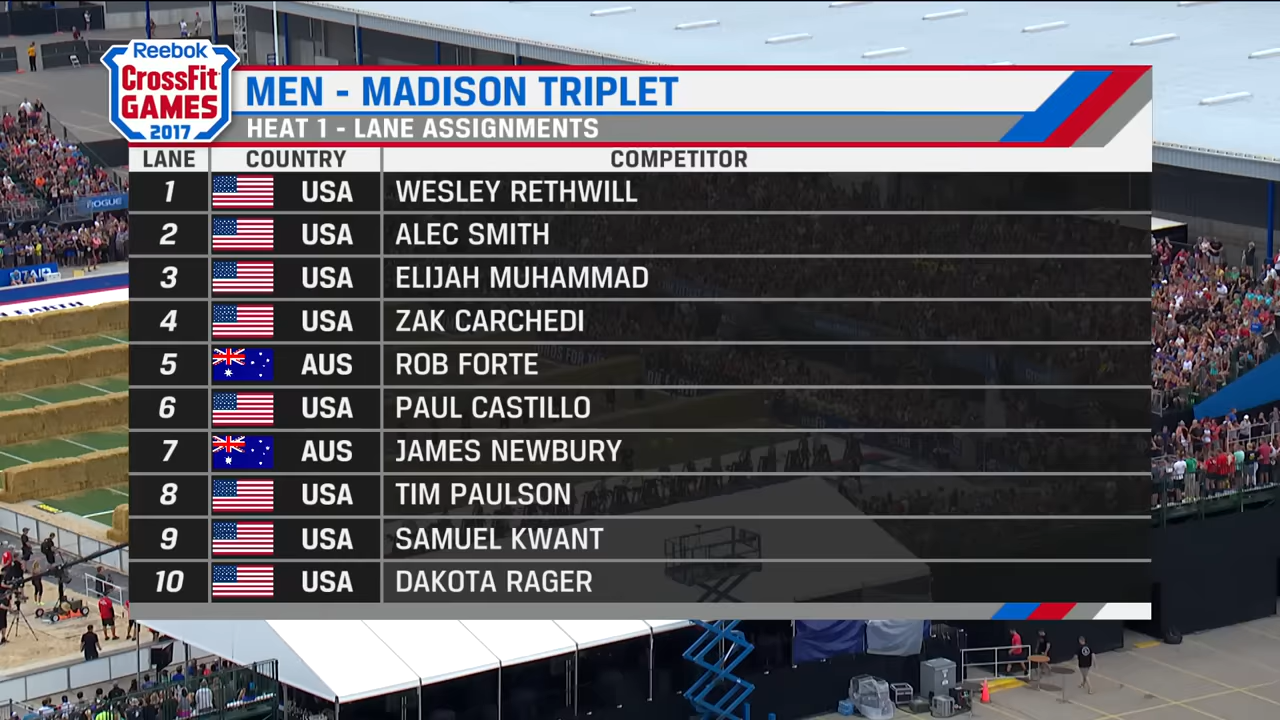 Reebok
CrossFit
GAMES
2017
MEN - MADISON TRIPLET
HEAT 1 - LANE ASSIGNMENTS
LANE COUNTRY COMPETITOR
1 USA WESLEY RETHWILL
2 USA ALEC SMITH
3 USA ELIJAH MUHAMMAD
4 USA ZAK CARCHEDI
5 AUS ROB FORTE
6 USA PAUL CASTILLO
7 AUS JAMES NEWBURY
8 USA TIM PAULSON
9 USA SAMUEL KWANT
10 USA DAKOTA RAGER
ROGUE
EARTH